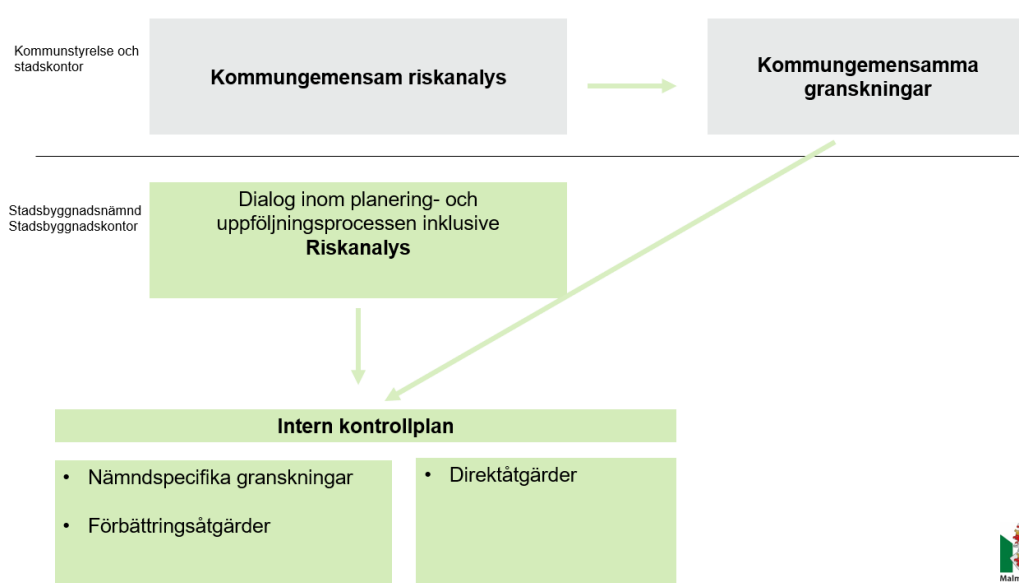 Kommunstyrelse och
stadskontor
Kommungemensam riskanalys
Kommungemensamma
granskningar
Stadsbyggnadsnämnd
Stadsbyggnadskontor
Dialog inom planering- och
uppföljningsprocessen inklusive
Riskanalys
Intern kontrollplan
• Nämndspecifika granskningar
• Förbättringsåtgärder
• Direktåtgärder